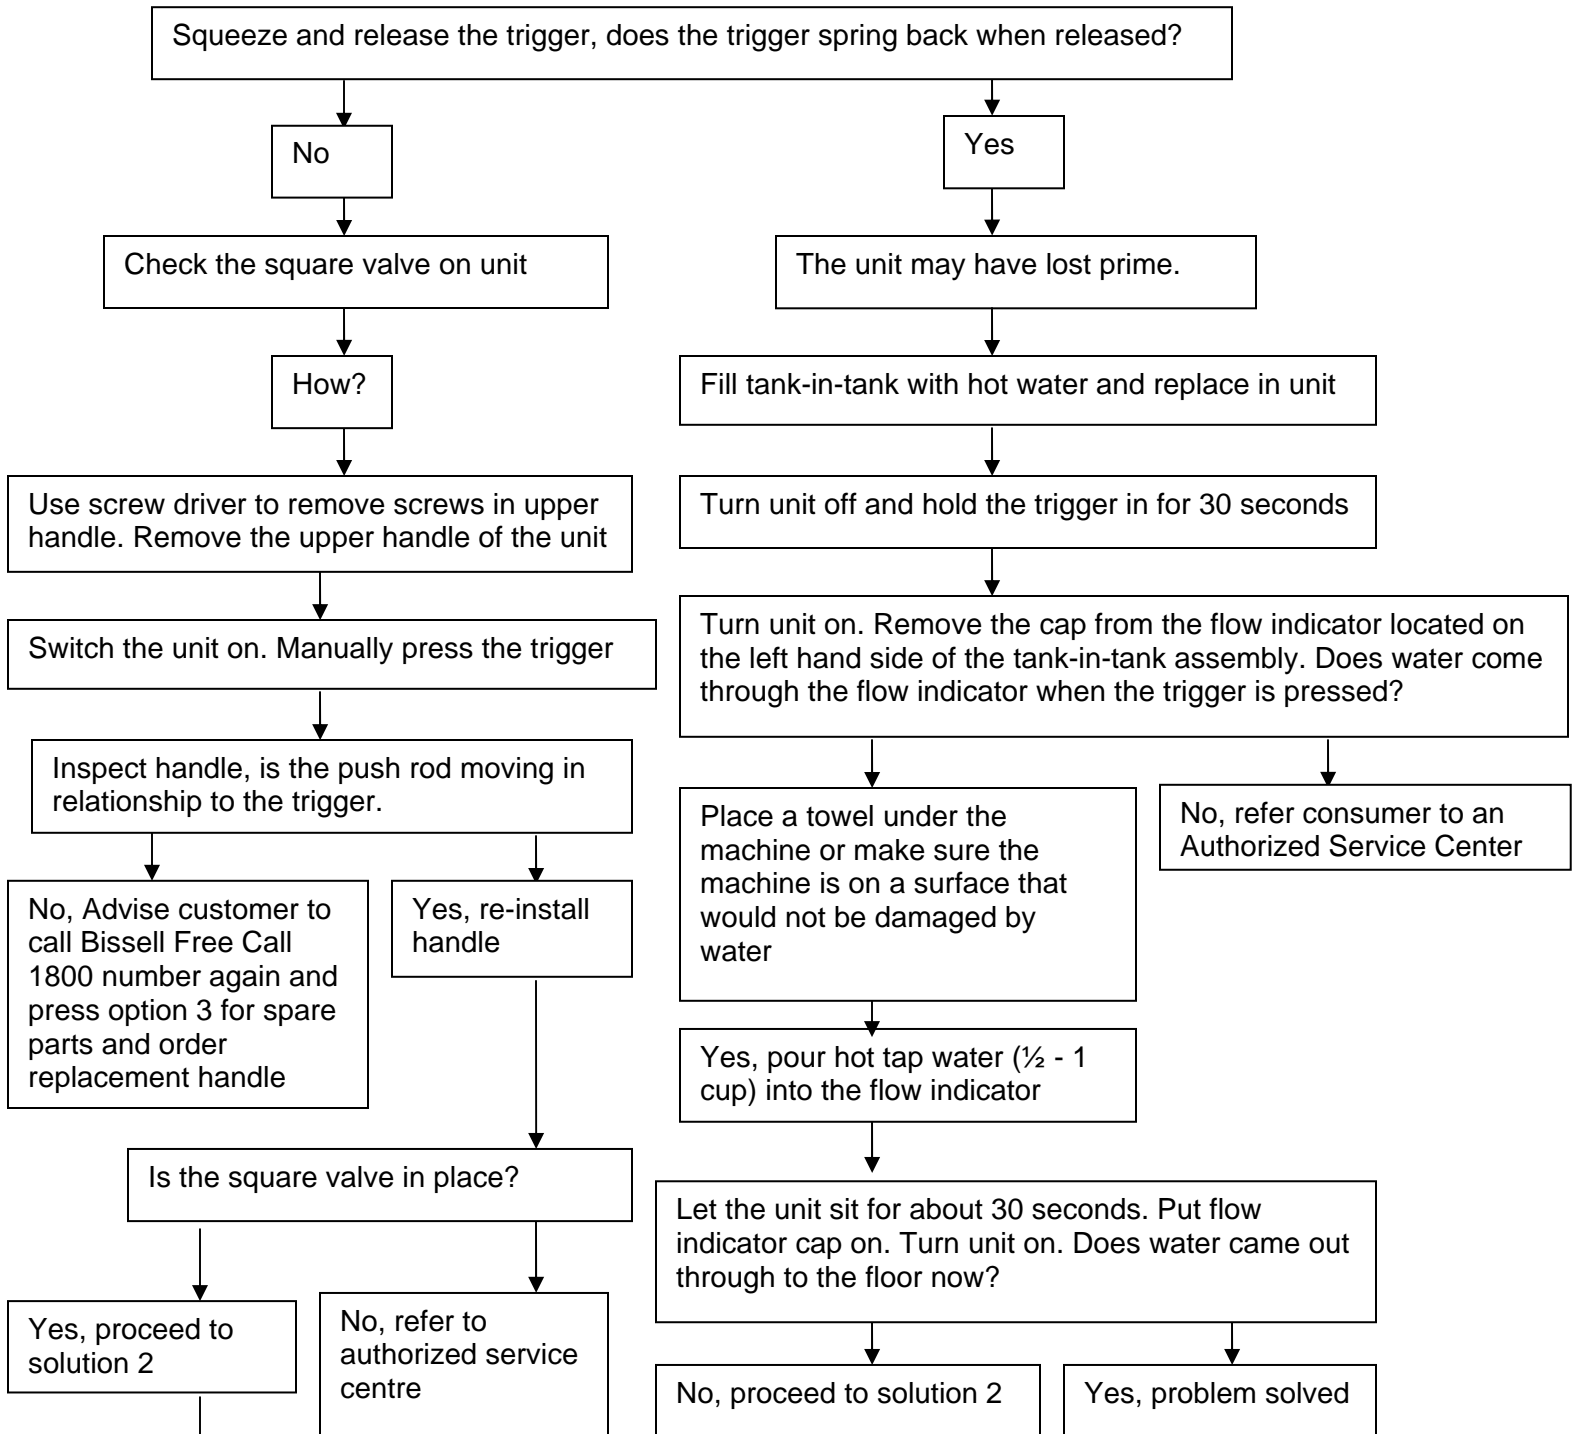 Squeeze and release the trigger, does the trigger spring back when released?
No
Check the square valve on unit
How?
Use screw driver to remove screws in upper
handle. Remove the upper handle of the unit
Switch the unit on. Manually press the trigger
Inspect handle, is the push rod moving in
relationship to the trigger.
No, Advise customer to
call Bissell Free Call
1800 number again and
press option 3 for spare
parts and order
replacement handle
Yes, re-install
handle
Is the square valve in place?
Yes, proceed to
solution 2
No, refer to
authorized service
centre
Yes
The unit may have lost prime.
Fill tank-in-tank with hot water and replace in unit
Turn unit off and hold the trigger in for 30 seconds
Turn unit on. Remove the cap from the flow indicator located on
the left hand side of the tank-in-tank assembly. Does water come
through the flow indicator when the trigger is pressed?
Place a towel under the
machine or make sure the
machine is on a surface that
would not be damaged by
water
No, refer consumer to an
Authorized Service Center
Yes, pour hot tap water (½ - 1
cup) into the flow indicator
Let the unit sit for about 30 seconds. Put flow
indicator cap on. Turn unit on. Does water came out
through to the floor now?
No, proceed to solution 2
Yes, problem solved